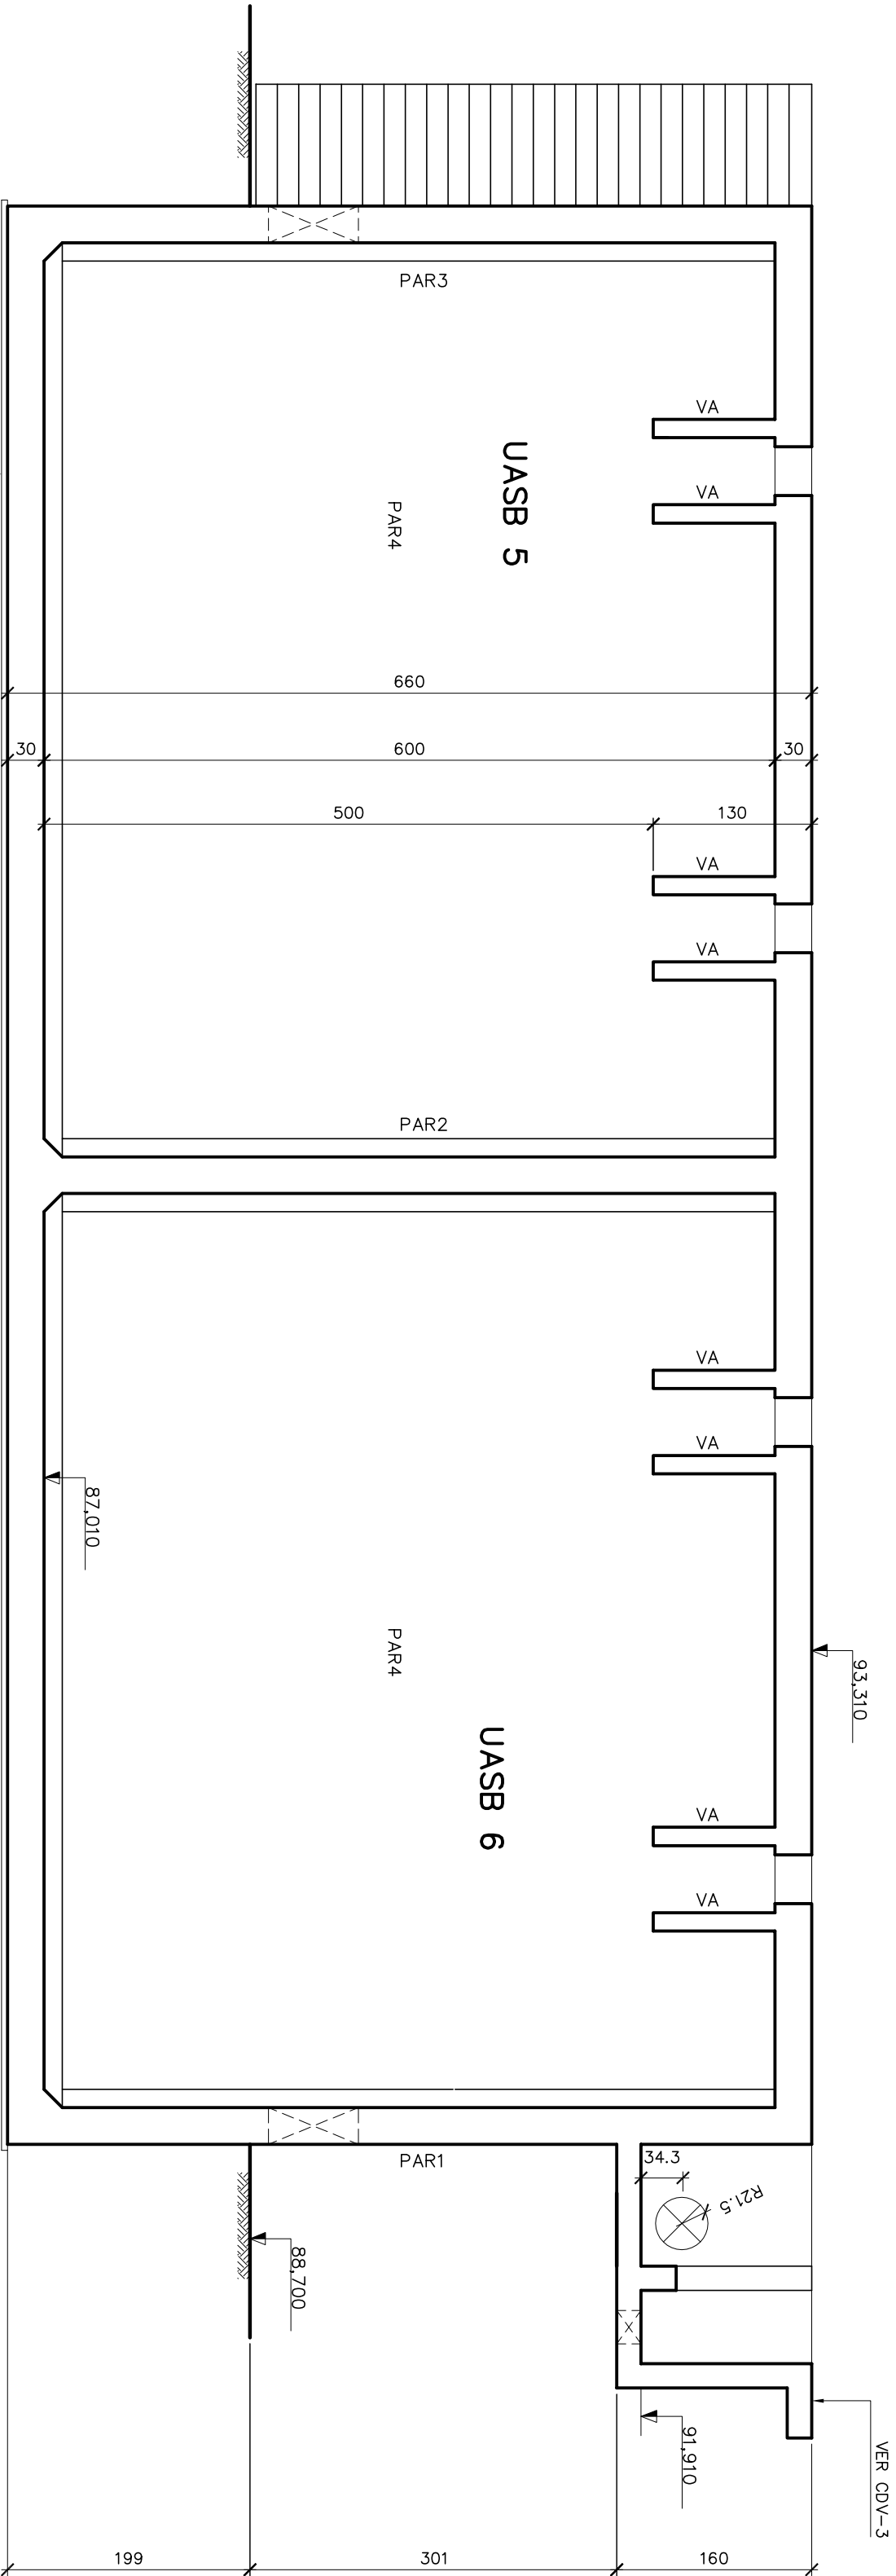 PAR3
VA
UASB 5
VA
PAR4
660
30
600
30
500
130
VA
VA
PAR2
VA
VA
87,010
PAR4
93,310
UASB 6
VA
VA
PAR1
34.3
R21.5
88,700
91,910
VER CDV-3
199
301
160